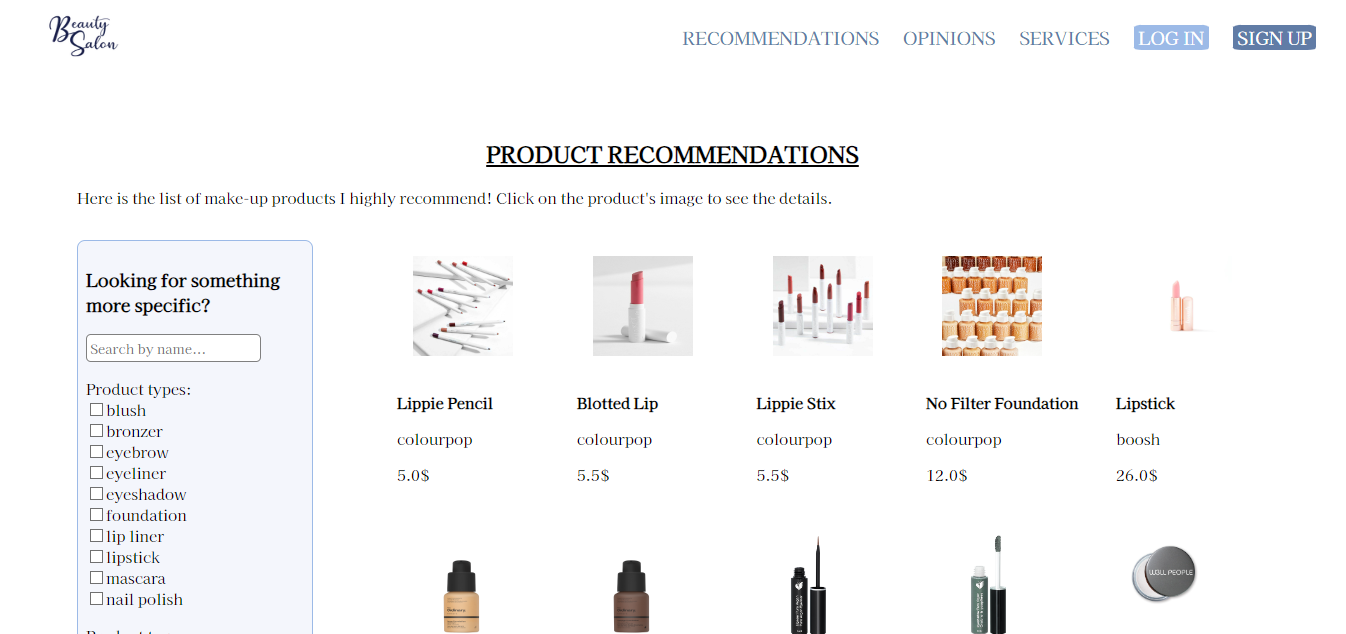 Beauty
Salon
RECOMMENDATIONS OPINIONS SERVICES LOG IN SIGN UP
PRODUCT RECOMMENDATIONS
Here is the list of make-up products I highly recommend! Click on the product's image to see the details.
Looking for something
more specific?
Search by name...
Product types:
blush
bronzer
eyebrow
eyeliner
eyeshadow
foundation
lip liner
lipstick
mascara
nail polish
Lippie Pencil
colourpop
5.0$
Blotted Lip
colourpop
5.5$
Lippie Stix
colourpop
5.5$
No Filter Foundation
colourpop
12.0$
Lipstick
boosh
26.0$
W3LL PEOPLE